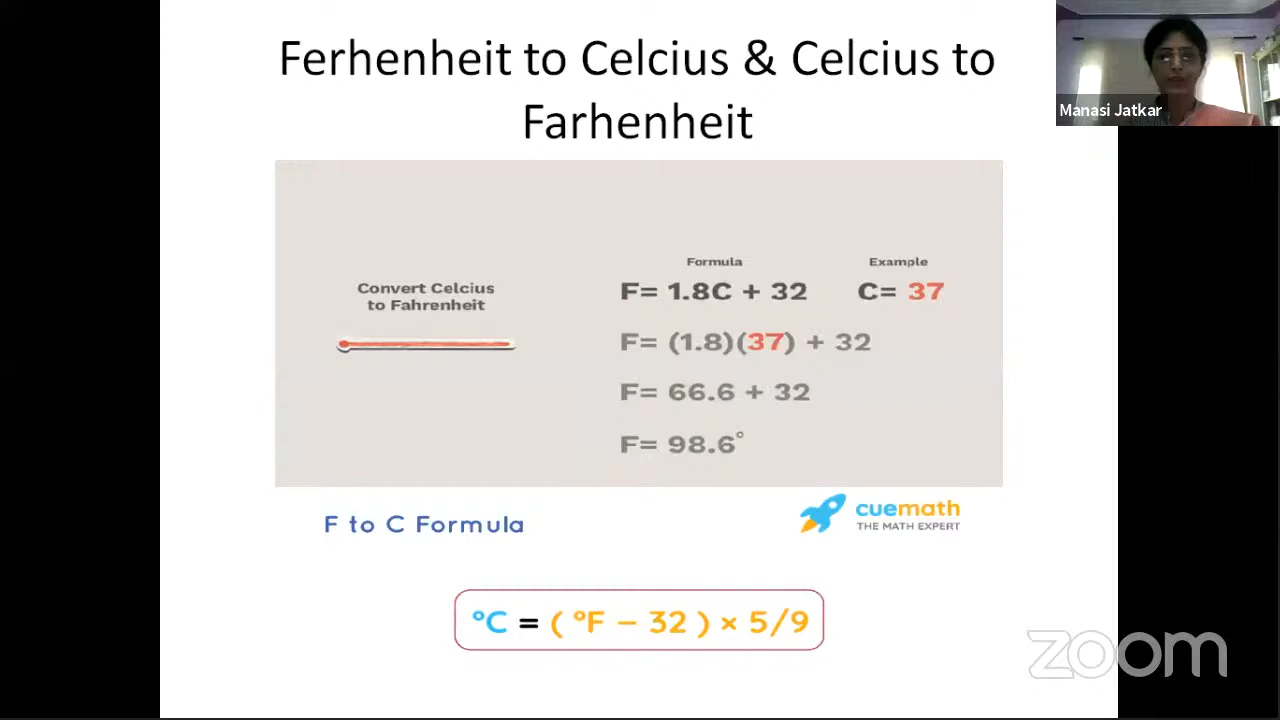 Ferhenheit to Celcius & Celcius to
Farhenheit
Manasi Jatkar
Convert Celcius
to Fahrenheit
Formula
Example
F= 1.8C + 32
C= 37
F= (1.8)(37) + 32
F= 66.6 + 32
F= 98.6°
F to C Formula
cuemath
THE MATH EXPERT
°C = ( °F – 32 ) × 5/9
zoom